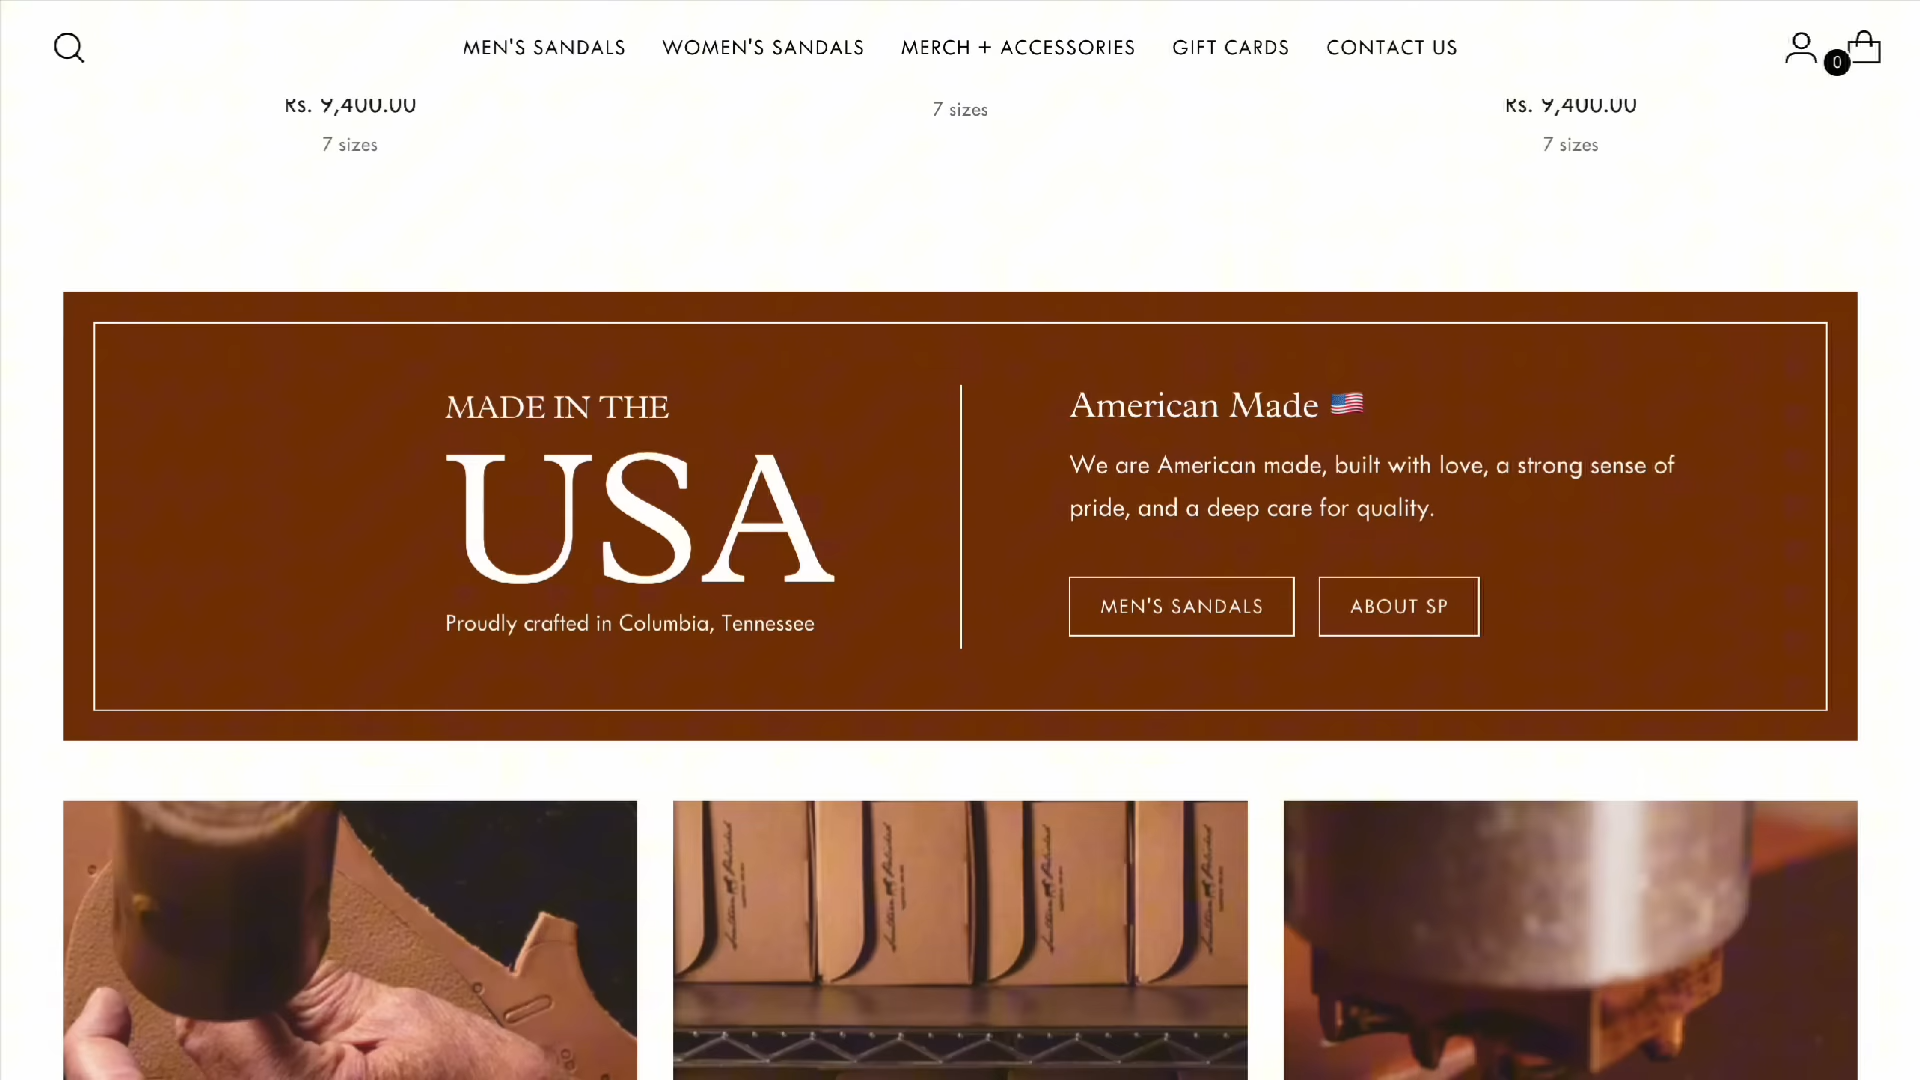 MEN'S SANDALS WOMEN'S SANDALS MERCH + ACCESSORIES GIFT CARDS CONTACT US
0
Rs. 9,400.00
7 sizes
7 sizes
Rs. 9,400.00
7 sizes
MADE IN THE
USA
Proudly crafted in Columbia, Tennessee
American Made 🇺🇸
We are American made, built with love, a strong sense of
pride, and a deep care for quality.
MEN'S SANDALS ABOUT SP